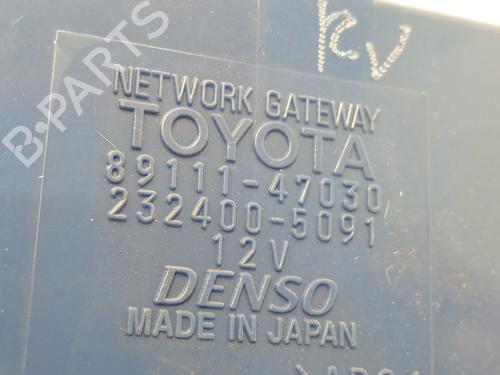 B-PARTS
NETWORK GATEWAY
TOYOTA
89111-47030
232400-5091
12V
DENSO
MADE IN JAPAN